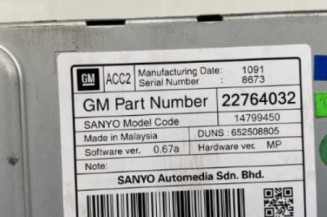 GM ACC2 Manufacturing Date: 1091
Serial Number : 8673
GM Part Number 22764032
SANYO Model Code 14799450
Made in Malaysia DUNS : 652508805
Software ver. 0.67a Hardware ver. MP
Note:
SANYO Automedia Sdn. Bhd.